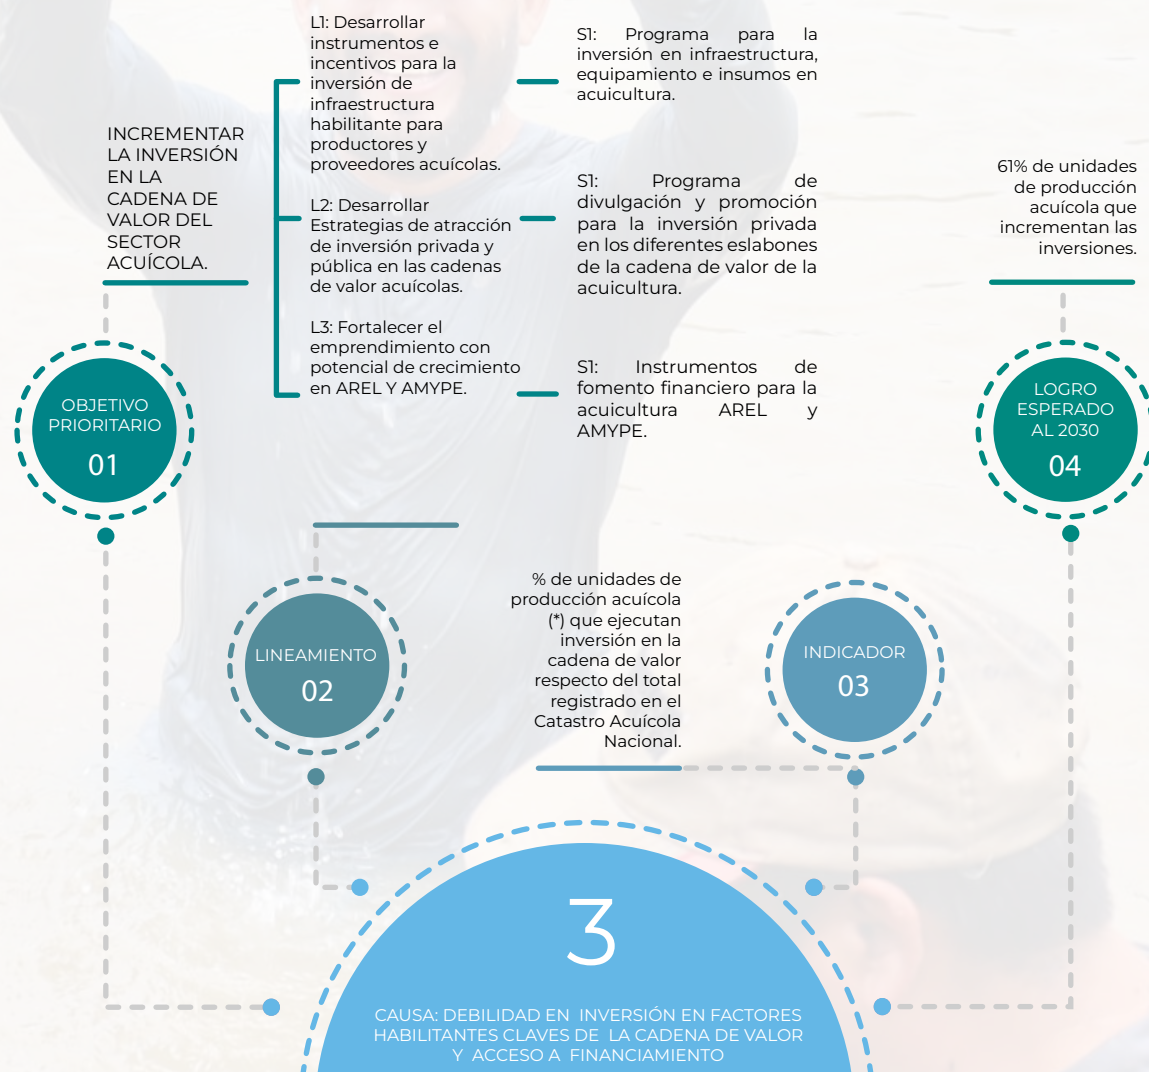 INCREMENTAR
LA INVERSIÓN
EN LA
CADENA DE
VALOR DEL
SECTOR
ACUÍCOLA.
OBJETIVO
PRIORITARIO
01
L1: Desarrollar
instrumentos e
incentivos para la
inversión de
infraestructura
habilitante para
productores y
proveedores acuícolas.
S1: Programa para la
inversión en infraestructura,
equipamiento e insumos en
acuicultura.
L2: Desarrollar
Estrategias de atracción
de inversión privada y
pública en las cadenas
de valor acuícolas.
S1: Programa de
divulgación y promoción
para la inversión privada
en los diferentes eslabones
de la cadena de valor de la
acuicultura.
L3: Fortalecer el
emprendimiento con
potencial de crecimiento
en AREL Y AMYPE.
S1: Instrumentos de
fomento financiero para la
acuicultura AREL y
AMYPE.
LINEAMIENTO
02
% de unidades de
producción acuícola
(*) que ejecutan
inversión en la
cadena de valor
respecto del total
registrado en el
Catastro Acuícola
Nacional.
INDICADOR
03
61% de unidades
de producción
acuícola que
incrementan las
inversiones.
LOGRO
ESPERADO
AL 2030
04
3
CAUSA: DEBILIDAD EN INVERSIÓN EN FACTORES
HABILITANTES CLAVES DE LA CADENA DE VALOR
Y ACCESO A FINANCIAMIENTO